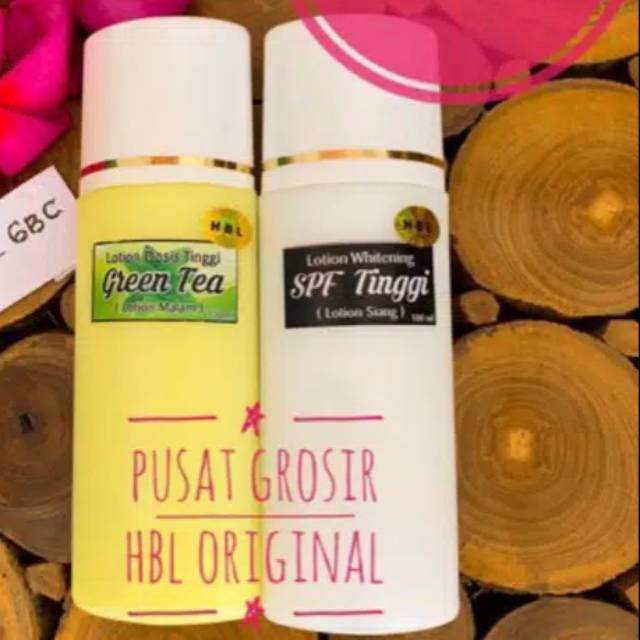 6BC
HBL
Lotion Dosis Tinggi
Green Tea
( Lotion Malam )
HBL
Lotion Whitening
SPF Tinggi
( Lotion Siang ) 100 ml
PUSAT GROSIR
HBL ORIGINAL